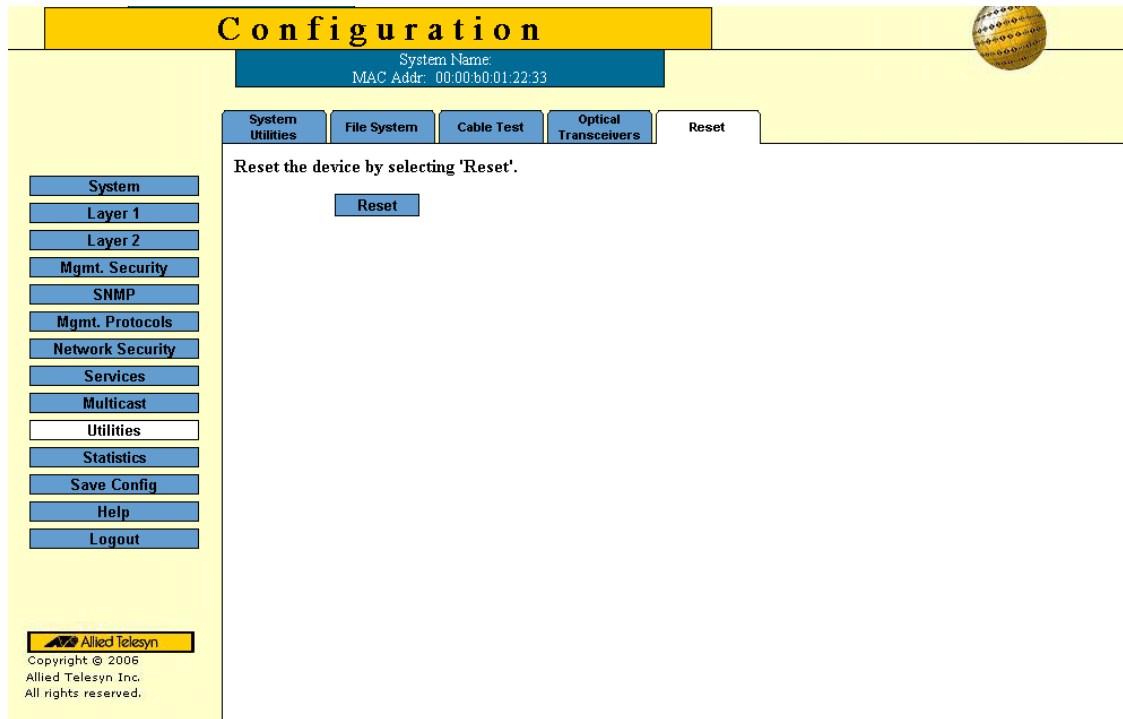 Configuration
System Name:
MAC Addr: 00:00:b0:01:22:33
System
Utilities
File System
Cable Test
Optical
Transceivers
Reset
Reset the device by selecting 'Reset'.
Reset
System
Layer 1
Layer 2
Mgmt. Security
SNMP
Mgmt. Protocols
Network Security
Services
Multicast
Utilities
Statistics
Save Config
Help
Logout
Allied Telesyn
Copyright © 2006
Allied Telesyn Inc.
All rights reserved.